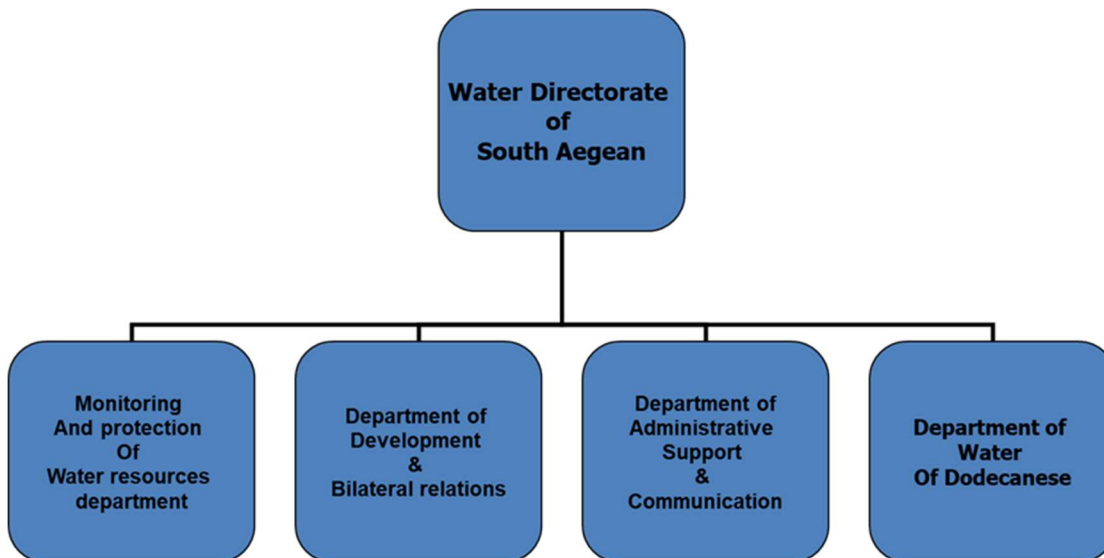 Water Directorate
of
South Aegean
Monitoring
And protection
Of
Water resources
department
Department of
Development
&
Bilateral relations
Department of
Administrative
Support
&
Communication
Department of
Water
Of Dodecanese